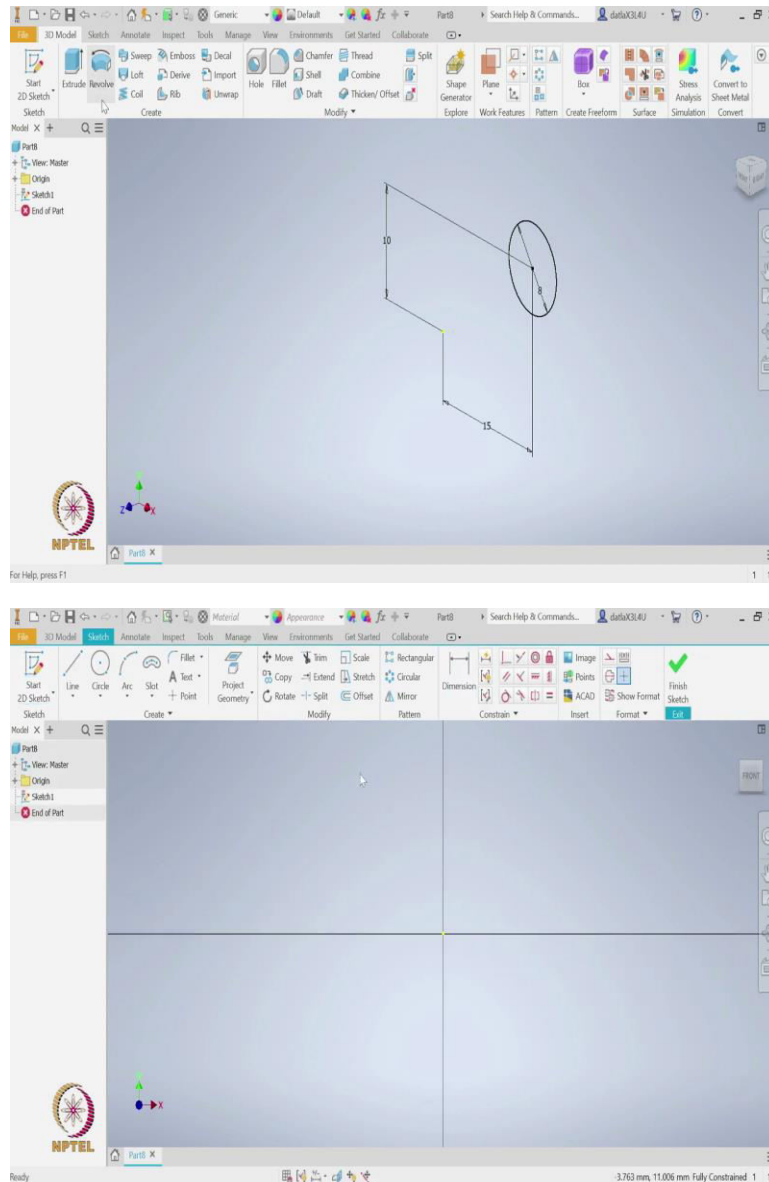 Generic Default fx Part8 Search Help & Commands... datlaX3L4U
File 3D Model Sketch Annotate Inspect Tools Manage View Environments Get Started Collaborate
Start 2D Sketch Extrude Revolve Sweep Emboss Decal Hole Fillet Chamfer Thread Split Shape Generator Plane Box Stress Analysis Convert to Sheet Metal
Loft Derive Import Shell Combine
Coil Rib Unwrap Draft Thicken/ Offset
Sketch Create Modify Explore Work Features Pattern Create Freeform Surface Simulation Convert
Model X +
Part8
View: Master
Origin
Sketch1
End of Part
10
8
15
Y
Z X
NPTEL
Part8 X
For Help, press F1 1
Material Appearance fx Part8 Search Help & Commands... datlaX3L4U
File 3D Model Sketch Annotate Inspect Tools Manage View Environments Get Started Collaborate
Start 2D Sketch Line Circle Arc Slot Fillet Project Geometry Move Trim Scale Rectangular Dimension Image Finish Sketch
A Text Copy Extend Stretch Circular Points
Point Rotate Split Offset Mirror ACAD Show Format
Sketch Create Modify Pattern Constrain Insert Format Exit
Model X +
Part8
View: Master
Origin
Sketch1
End of Part
FRONT
X
NPTEL
Part8 X
Ready -3.763 mm, 11.006 mm Fully Constrained 1